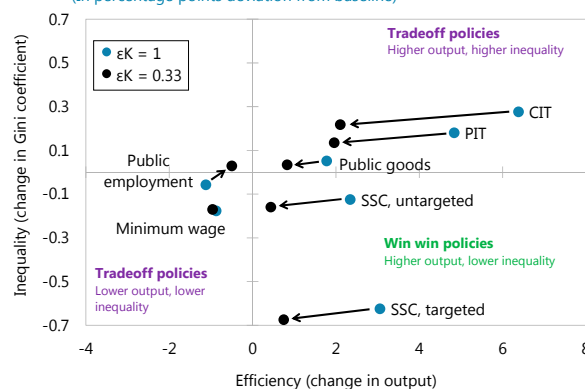 (In percentage points deviation from baseline)
0.7
0.5
0.3
0.1
-0.1
-0.3
-0.5
-0.7
-4
-2
0
2
4
6
8
Inequality (change in Gini coefficient)
Efficiency (change in output)
εK = 1
εK = 0.33
Tradeoff policies
Higher output, higher inequality
CIT
PIT
Public goods
Public
employment
SSC, untargeted
Minimum wage
Win win policies
Higher output, lower inequality
Tradeoff policies
Lower output, lower
inequality
SSC, targeted